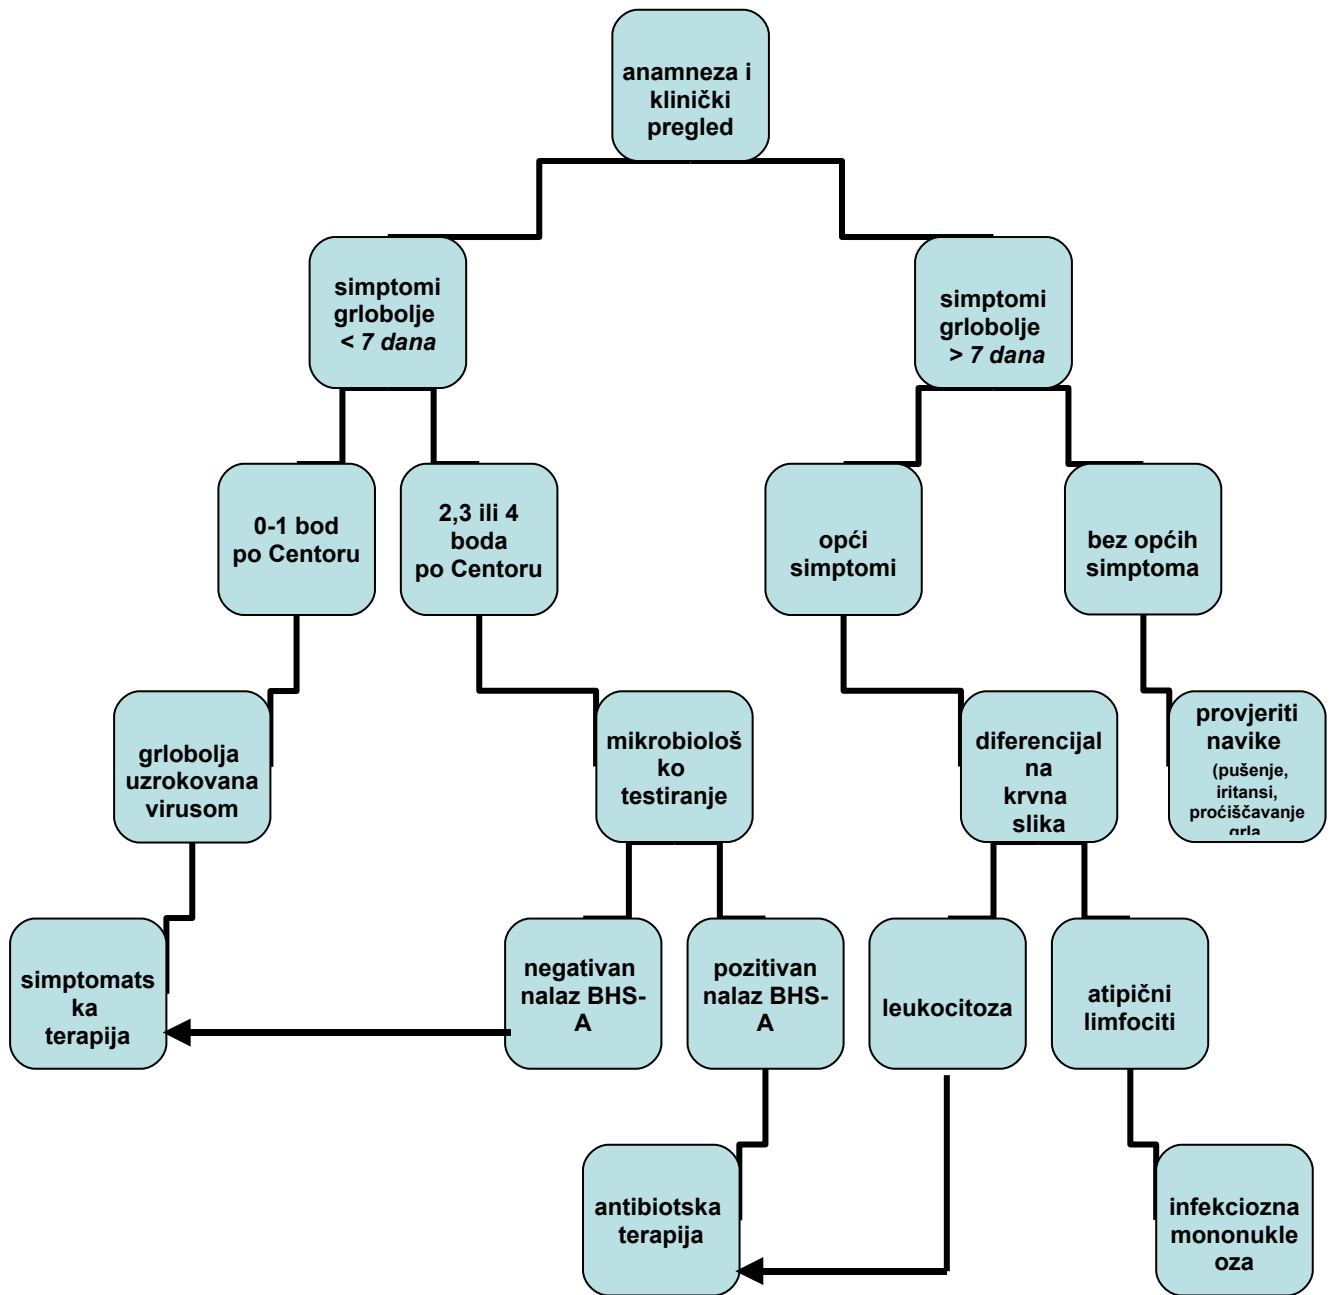 anamneza i
klinički
pregled
simptomi
grlobolje
< 7 dana
simptomi
grlobolje
> 7 dana
0-1 bod
po Centoru
2,3 ili 4
boda
po Centoru
opći
simptomi
bez općih
simptoma
grlobolja
uzrokovana
virusom
mikrobiološ
ko
testiranje
diferencijal
na
krvna
slika
provjeriti
navike
(pušenje,
iritansi,
proćiščavanje
grla
simptomats
ka
terapija
negativan
nalaz BHS-
A
pozitivan
nalaz BHS-
A
leukocitoza
atipični
limfociti
antibiotska
terapija
infekciozna
mononukle
oza